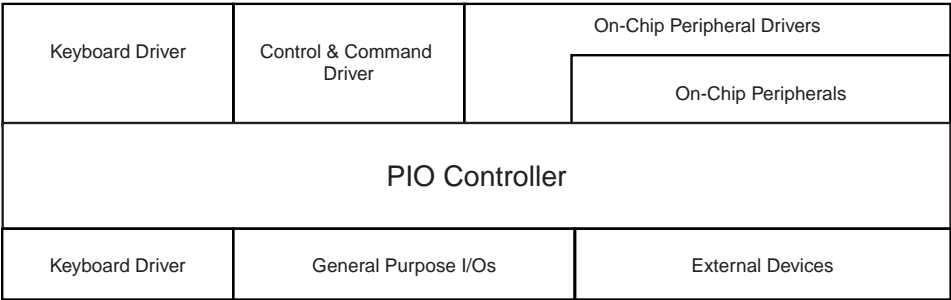 Keyboard Driver
Control & Command
Driver
On-Chip Peripheral Drivers
On-Chip Peripherals
PIO Controller
Keyboard Driver
General Purpose I/Os
External Devices